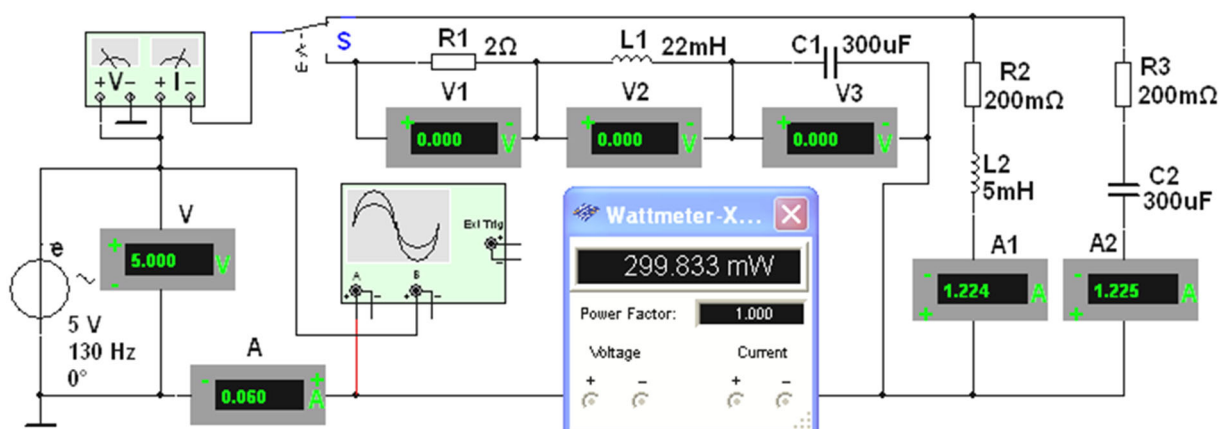 V I
+ - + -
S
R1 2Ω
L1 22mH
C1 300uF
V1
V2
V3
+ 0.000 - V
+ 0.000 - V
+ 0.000 - V
R2
200mΩ
R3
200mΩ
L2
5mH
C2
300uF
V
+ 5.000 V
-
e
~
5 V
130 Hz
0°
A
- 0.060 + A
Ext Trig
+
-
A B
+ - + -
Wattmeter-X...
299.833 mW
Power Factor: 1.000
Voltage Current
+ - + -
A1
- 1.224 A
+
A2
- 1.225 A
+